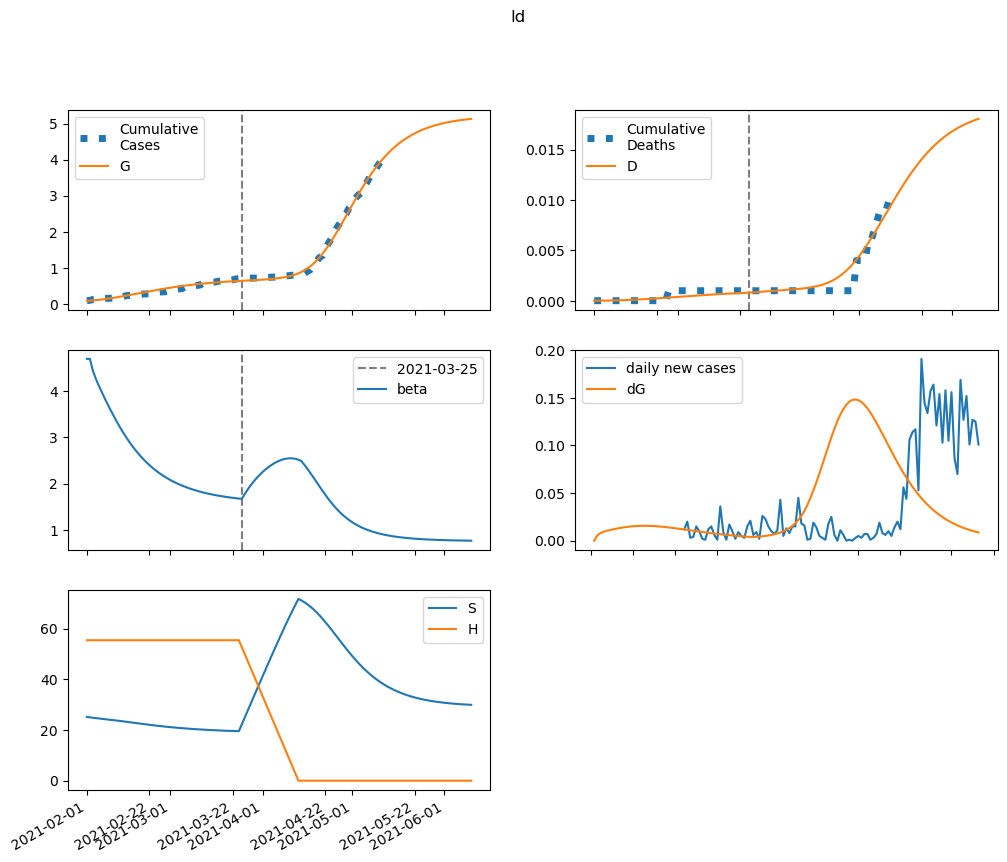 ld
Cumulative
Cases
G
5
4
3
2
1
0
Cumulative
Deaths
D
0.015
0.010
0.005
0.000
2021-03-25
beta
4
3
2
1
daily new cases
dG
0.20
0.15
0.10
0.05
0.00
S
H
60
40
20
0
2021-02-01
2021-02-22
2021-03-01
2021-03-22
2021-04-01
2021-04-22
2021-05-01
2021-05-22
2021-06-01